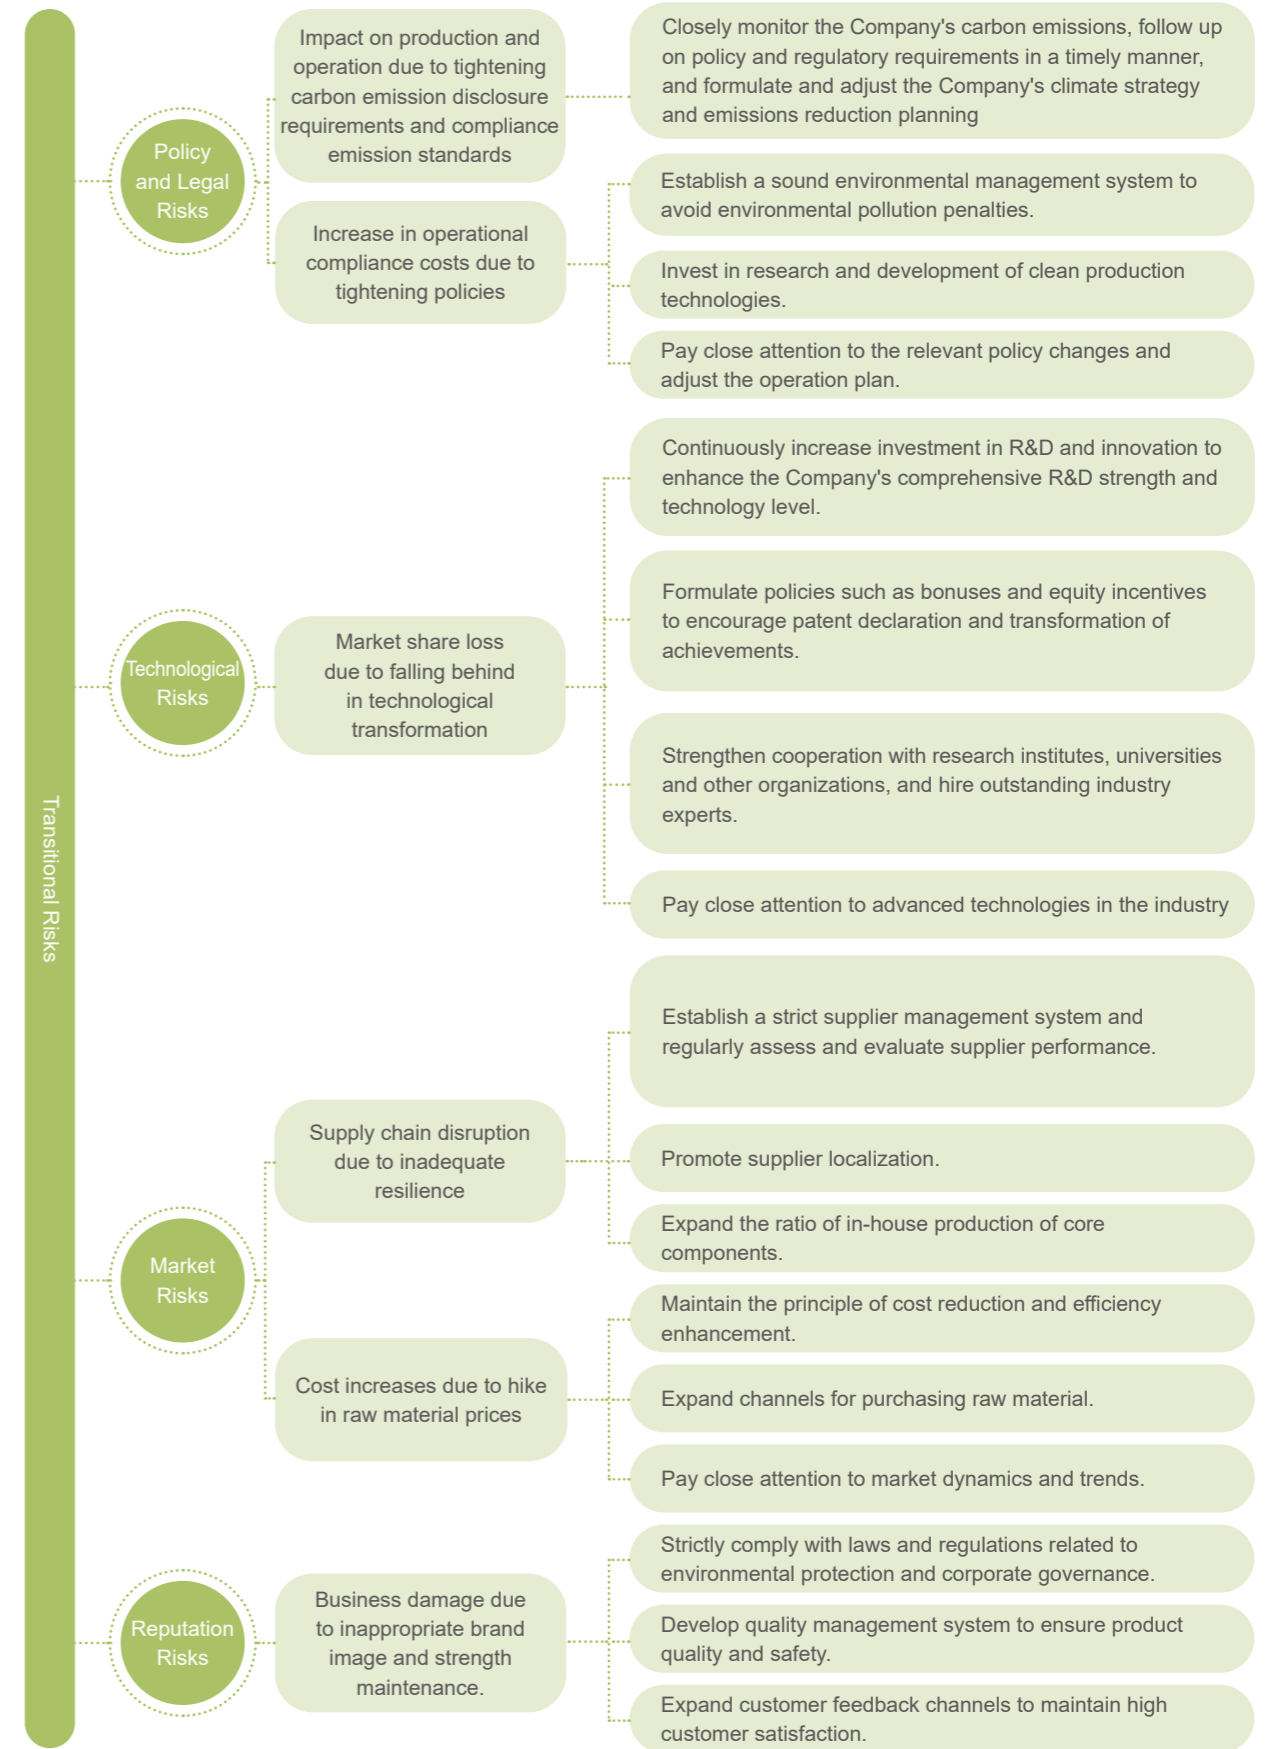 Transitional Risks
Policy
and Legal
Risks
Impact on production and
operation due to tightening
carbon emission disclosure
requirements and compliance
emission standards
Closely monitor the Company's carbon emissions, follow up
on policy and regulatory requirements in a timely manner,
and formulate and adjust the Company's climate strategy
and emissions reduction planning
Increase in operational
compliance costs due to
tightening policies
Establish a sound environmental management system to
avoid environmental pollution penalties.
Invest in research and development of clean production
technologies.
Pay close attention to the relevant policy changes and
adjust the operation plan.
Technological
Risks
Market share loss
due to falling behind
in technological
transformation
Continuously increase investment in R&D and innovation to
enhance the Company's comprehensive R&D strength and
technology level.
Formulate policies such as bonuses and equity incentives
to encourage patent declaration and transformation of
achievements.
Strengthen cooperation with research institutes, universities
and other organizations, and hire outstanding industry
experts.
Pay close attention to advanced technologies in the industry
Market
Risks
Supply chain disruption
due to inadequate
resilience
Establish a strict supplier management system and
regularly assess and evaluate supplier performance.
Promote supplier localization.
Expand the ratio of in-house production of core
components.
Cost increases due to hike
in raw material prices
Maintain the principle of cost reduction and efficiency
enhancement.
Expand channels for purchasing raw material.
Pay close attention to market dynamics and trends.
Reputation
Risks
Business damage due
to inappropriate brand
image and strength
maintenance.
Strictly comply with laws and regulations related to
environmental protection and corporate governance.
Develop quality management system to ensure product
quality and safety.
Expand customer feedback channels to maintain high
customer satisfaction.